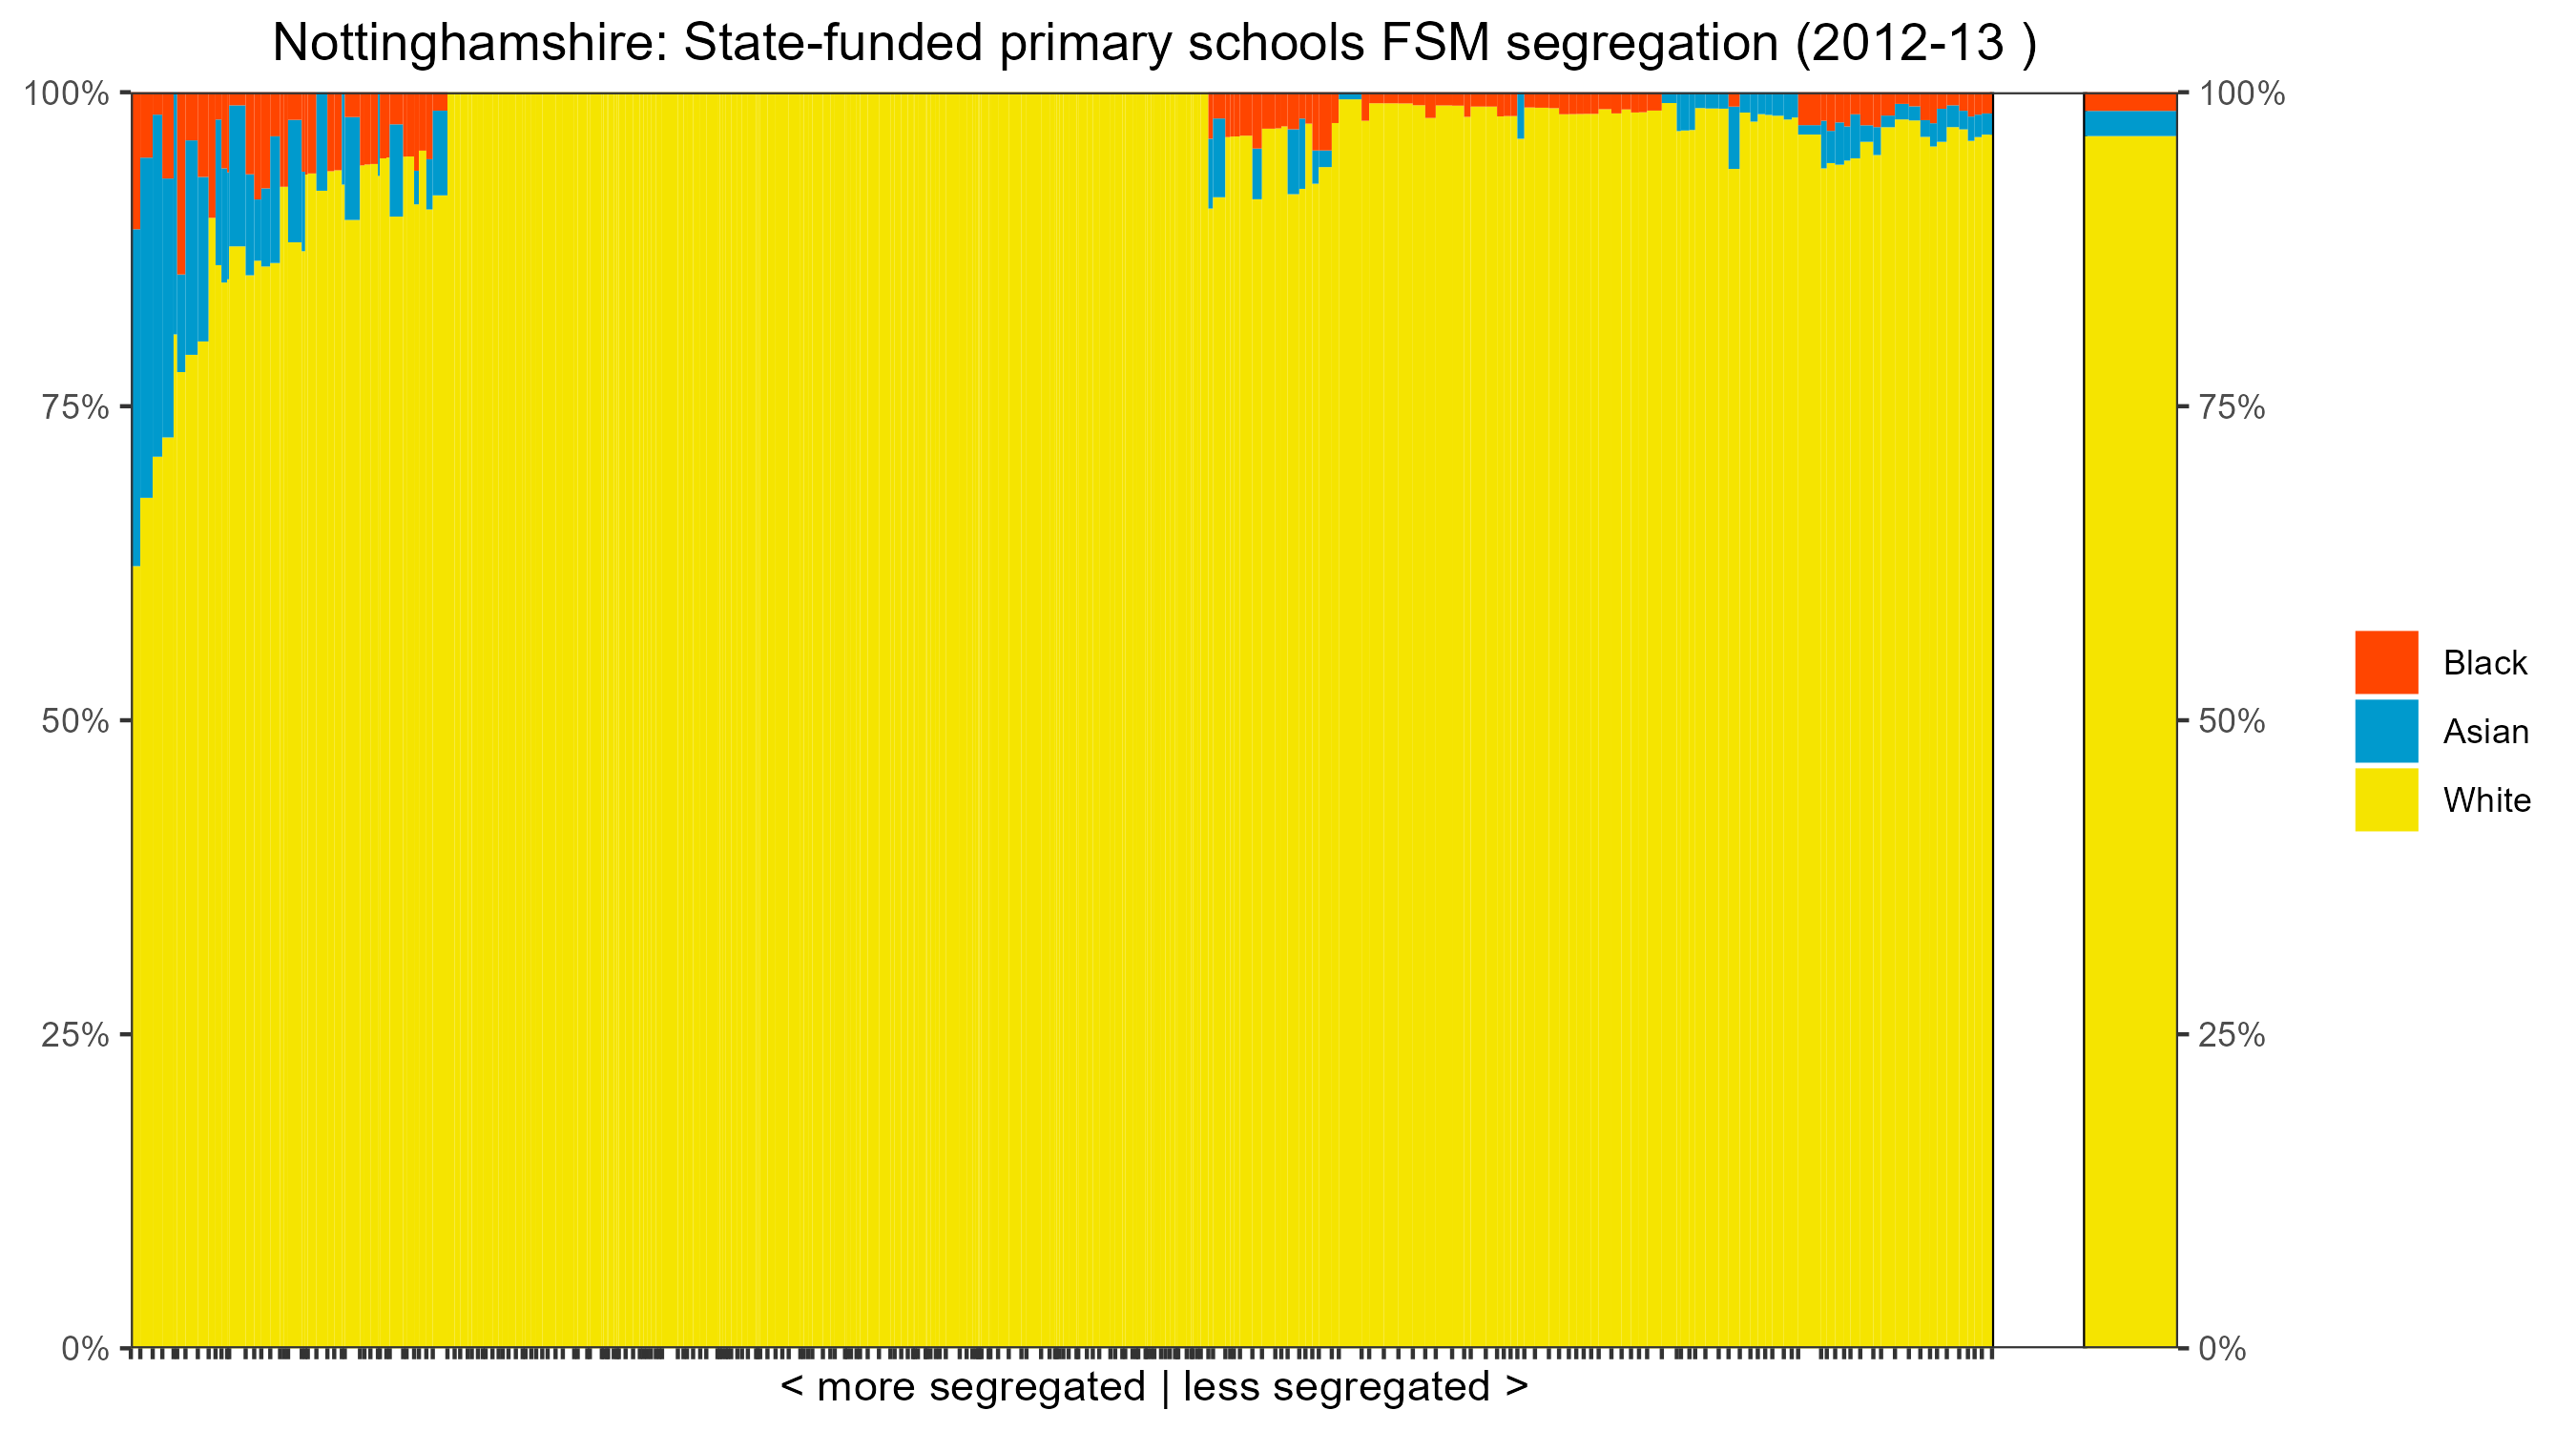 Nottinghamshire: State-funded primary schools FSM segregation (2012-13 )
100%
75%
50%
25%
0%
100%
75%
50%
25%
0%
Black
Asian
White
< more segregated | less segregated >